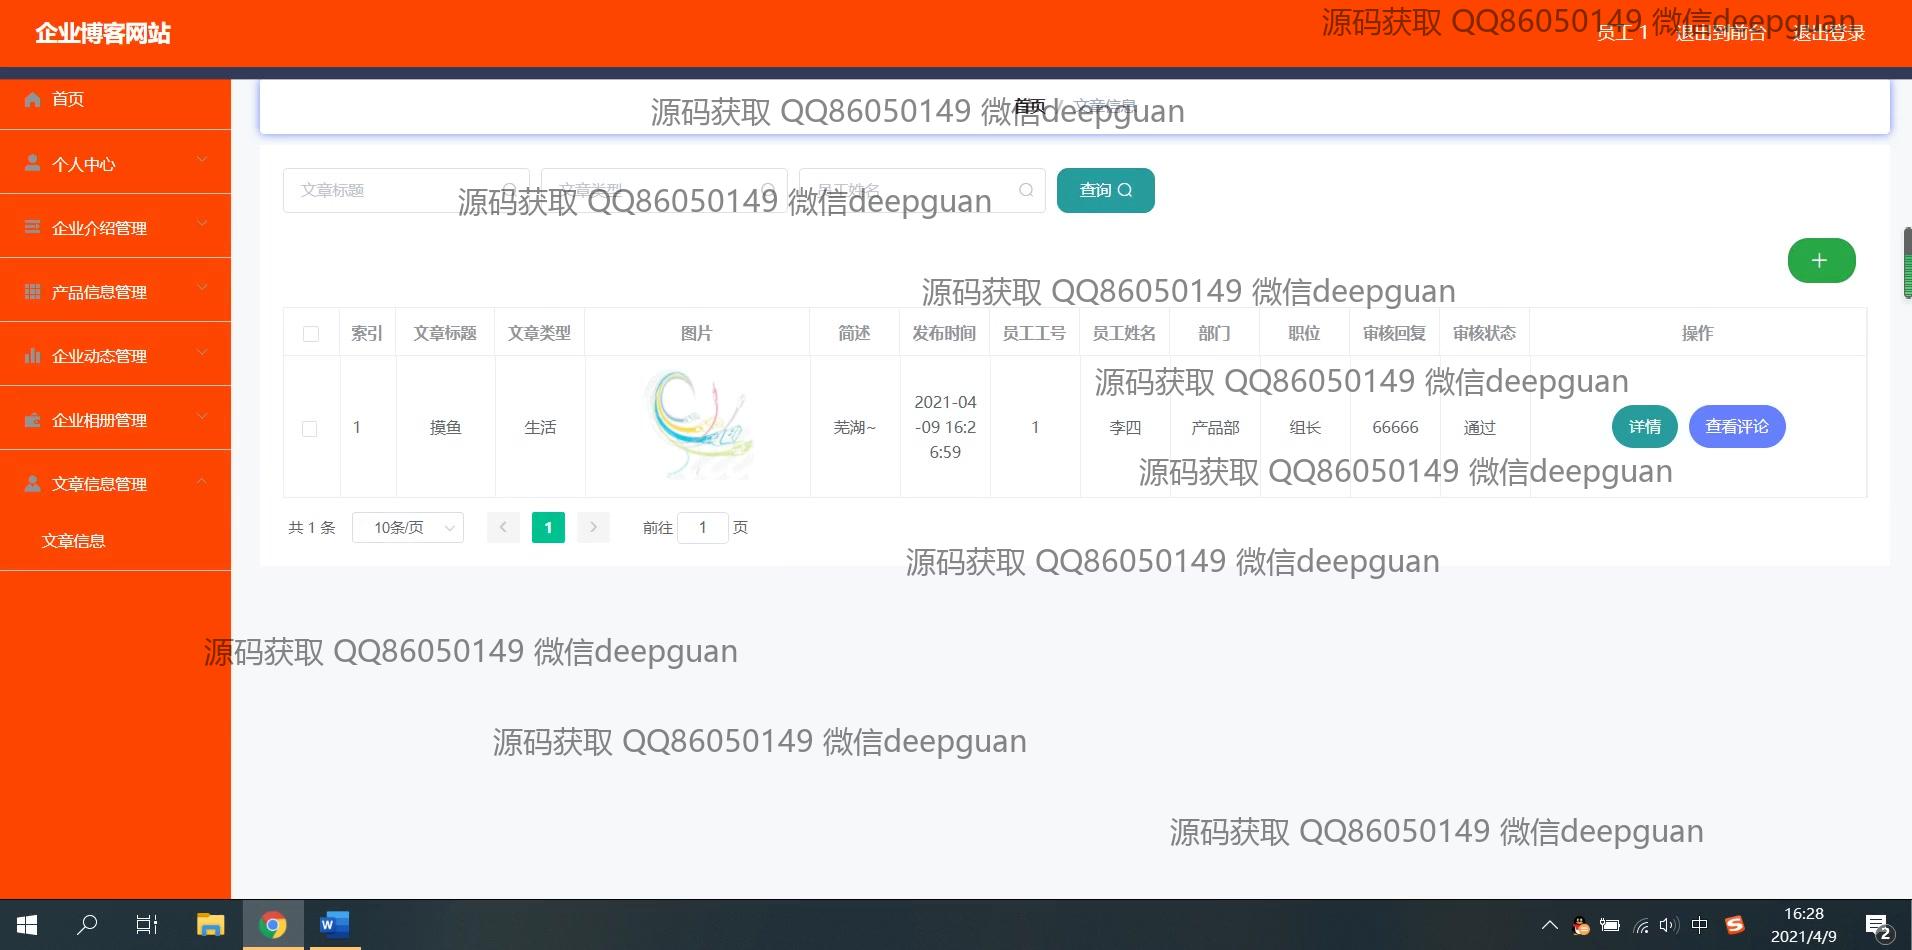 企业博客网站
员工 1 退出到前台 退出登录
源码获取 QQ86050149 微信deepguan
首页
个人中心
企业介绍管理
产品信息管理
企业动态管理
企业相册管理
文章信息管理
文章信息
首页 / 文章信息
源码获取 QQ86050149 微信deepguan
文章标题 文章类型 员工姓名 查询
源码获取 QQ86050149 微信deepguan
+
源码获取 QQ86050149 微信deepguan
索引 文章标题 文章类型 图片 简述 发布时间 员工工号 员工姓名 部门 职位 审核回复 审核状态 操作
源码获取 QQ86050149 微信deepguan
1 摸鱼 生活 芜湖~ 2021-04
-09 16:2
6:59
1 李四 产品部 组长 66666 通过 详情 查看评论
源码获取 QQ86050149 微信deepguan
共 1 条 10条/页 1 前往 1 页
源码获取 QQ86050149 微信deepguan
源码获取 QQ86050149 微信deepguan
源码获取 QQ86050149 微信deepguan
源码获取 QQ86050149 微信deepguan
中
16:28
2021/4/9
2